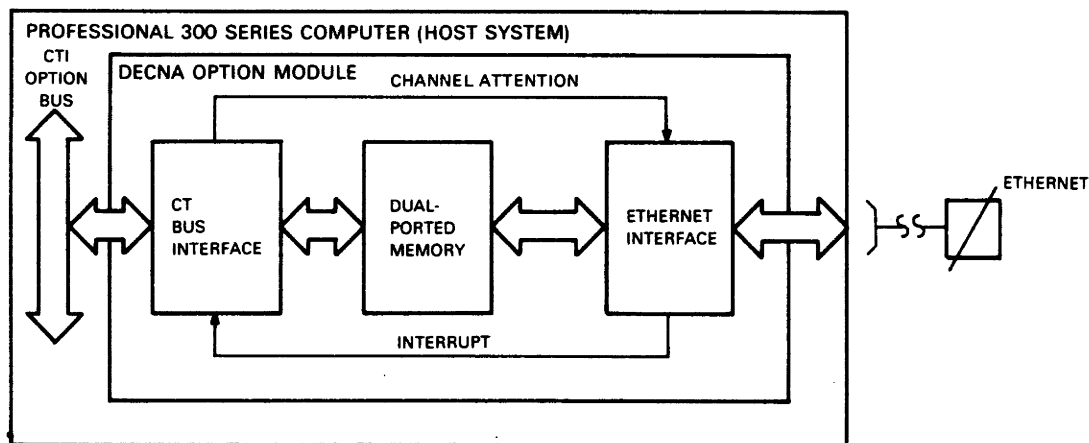 PROFESSIONAL 300 SERIES COMPUTER (HOST SYSTEM)
CTI
OPTION
BUS
DECNA OPTION MODULE
CHANNEL ATTENTION
CT
BUS
INTERFACE
DUAL-
PORTED
MEMORY
ETHERNET
INTERFACE
ETHERNET
INTERRUPT